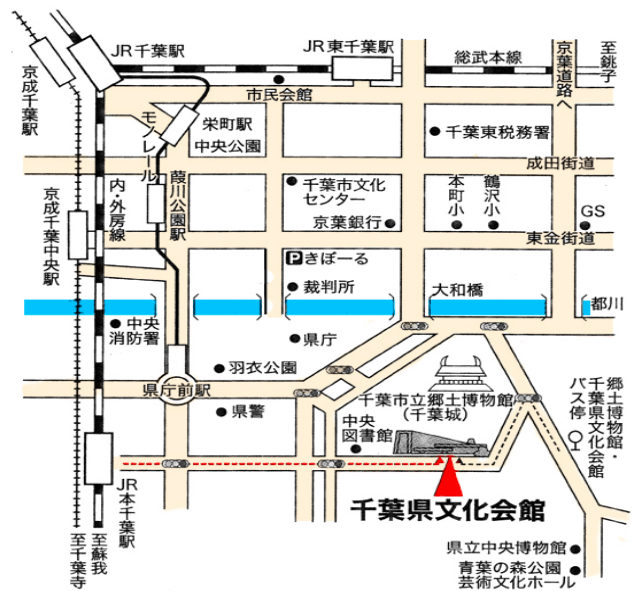 JR千葉駅
JR東千葉駅
総武本線
京葉道路へ
至銚子
京成千葉駅
市民会館
モノレール
栄町駅
中央公園
千葉東税務署
成田街道
内・外房線
葭川公園駅
千葉市文化
センター
本町小
鶴沢小
京葉銀行
GS
京成千葉中央駅
東金街道
P きぼーる
裁判所
大和橋
都川
中央
消防署
県庁
羽衣公園
県庁前駅
千葉市立郷土博物館
(千葉城)
郷土博物館・
千葉県文化会館
バス停
県警
中央
図書館
JR本千葉駅
千葉県文化会館
至蘇我
至千葉寺
県立中央博物館
青葉の森公園
芸術文化ホール